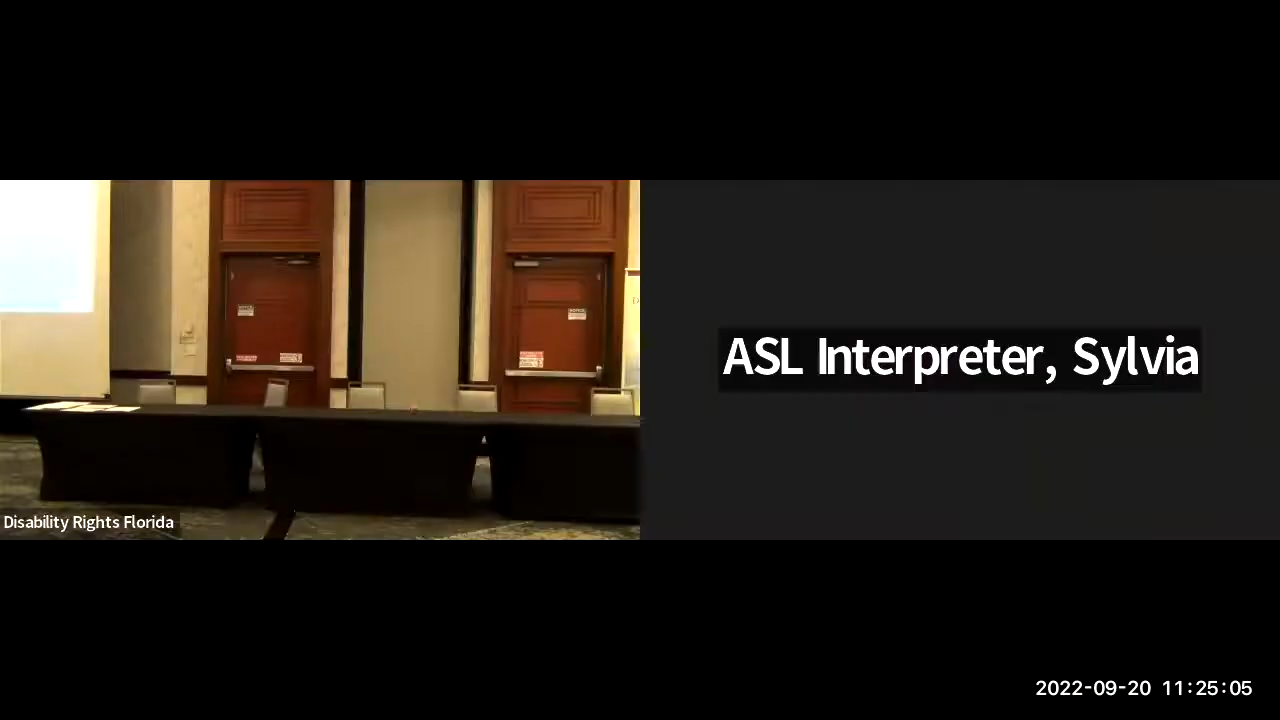 ASL Interpreter, Sylvia
Disability Rights Florida
2022-09-20 11:25:05